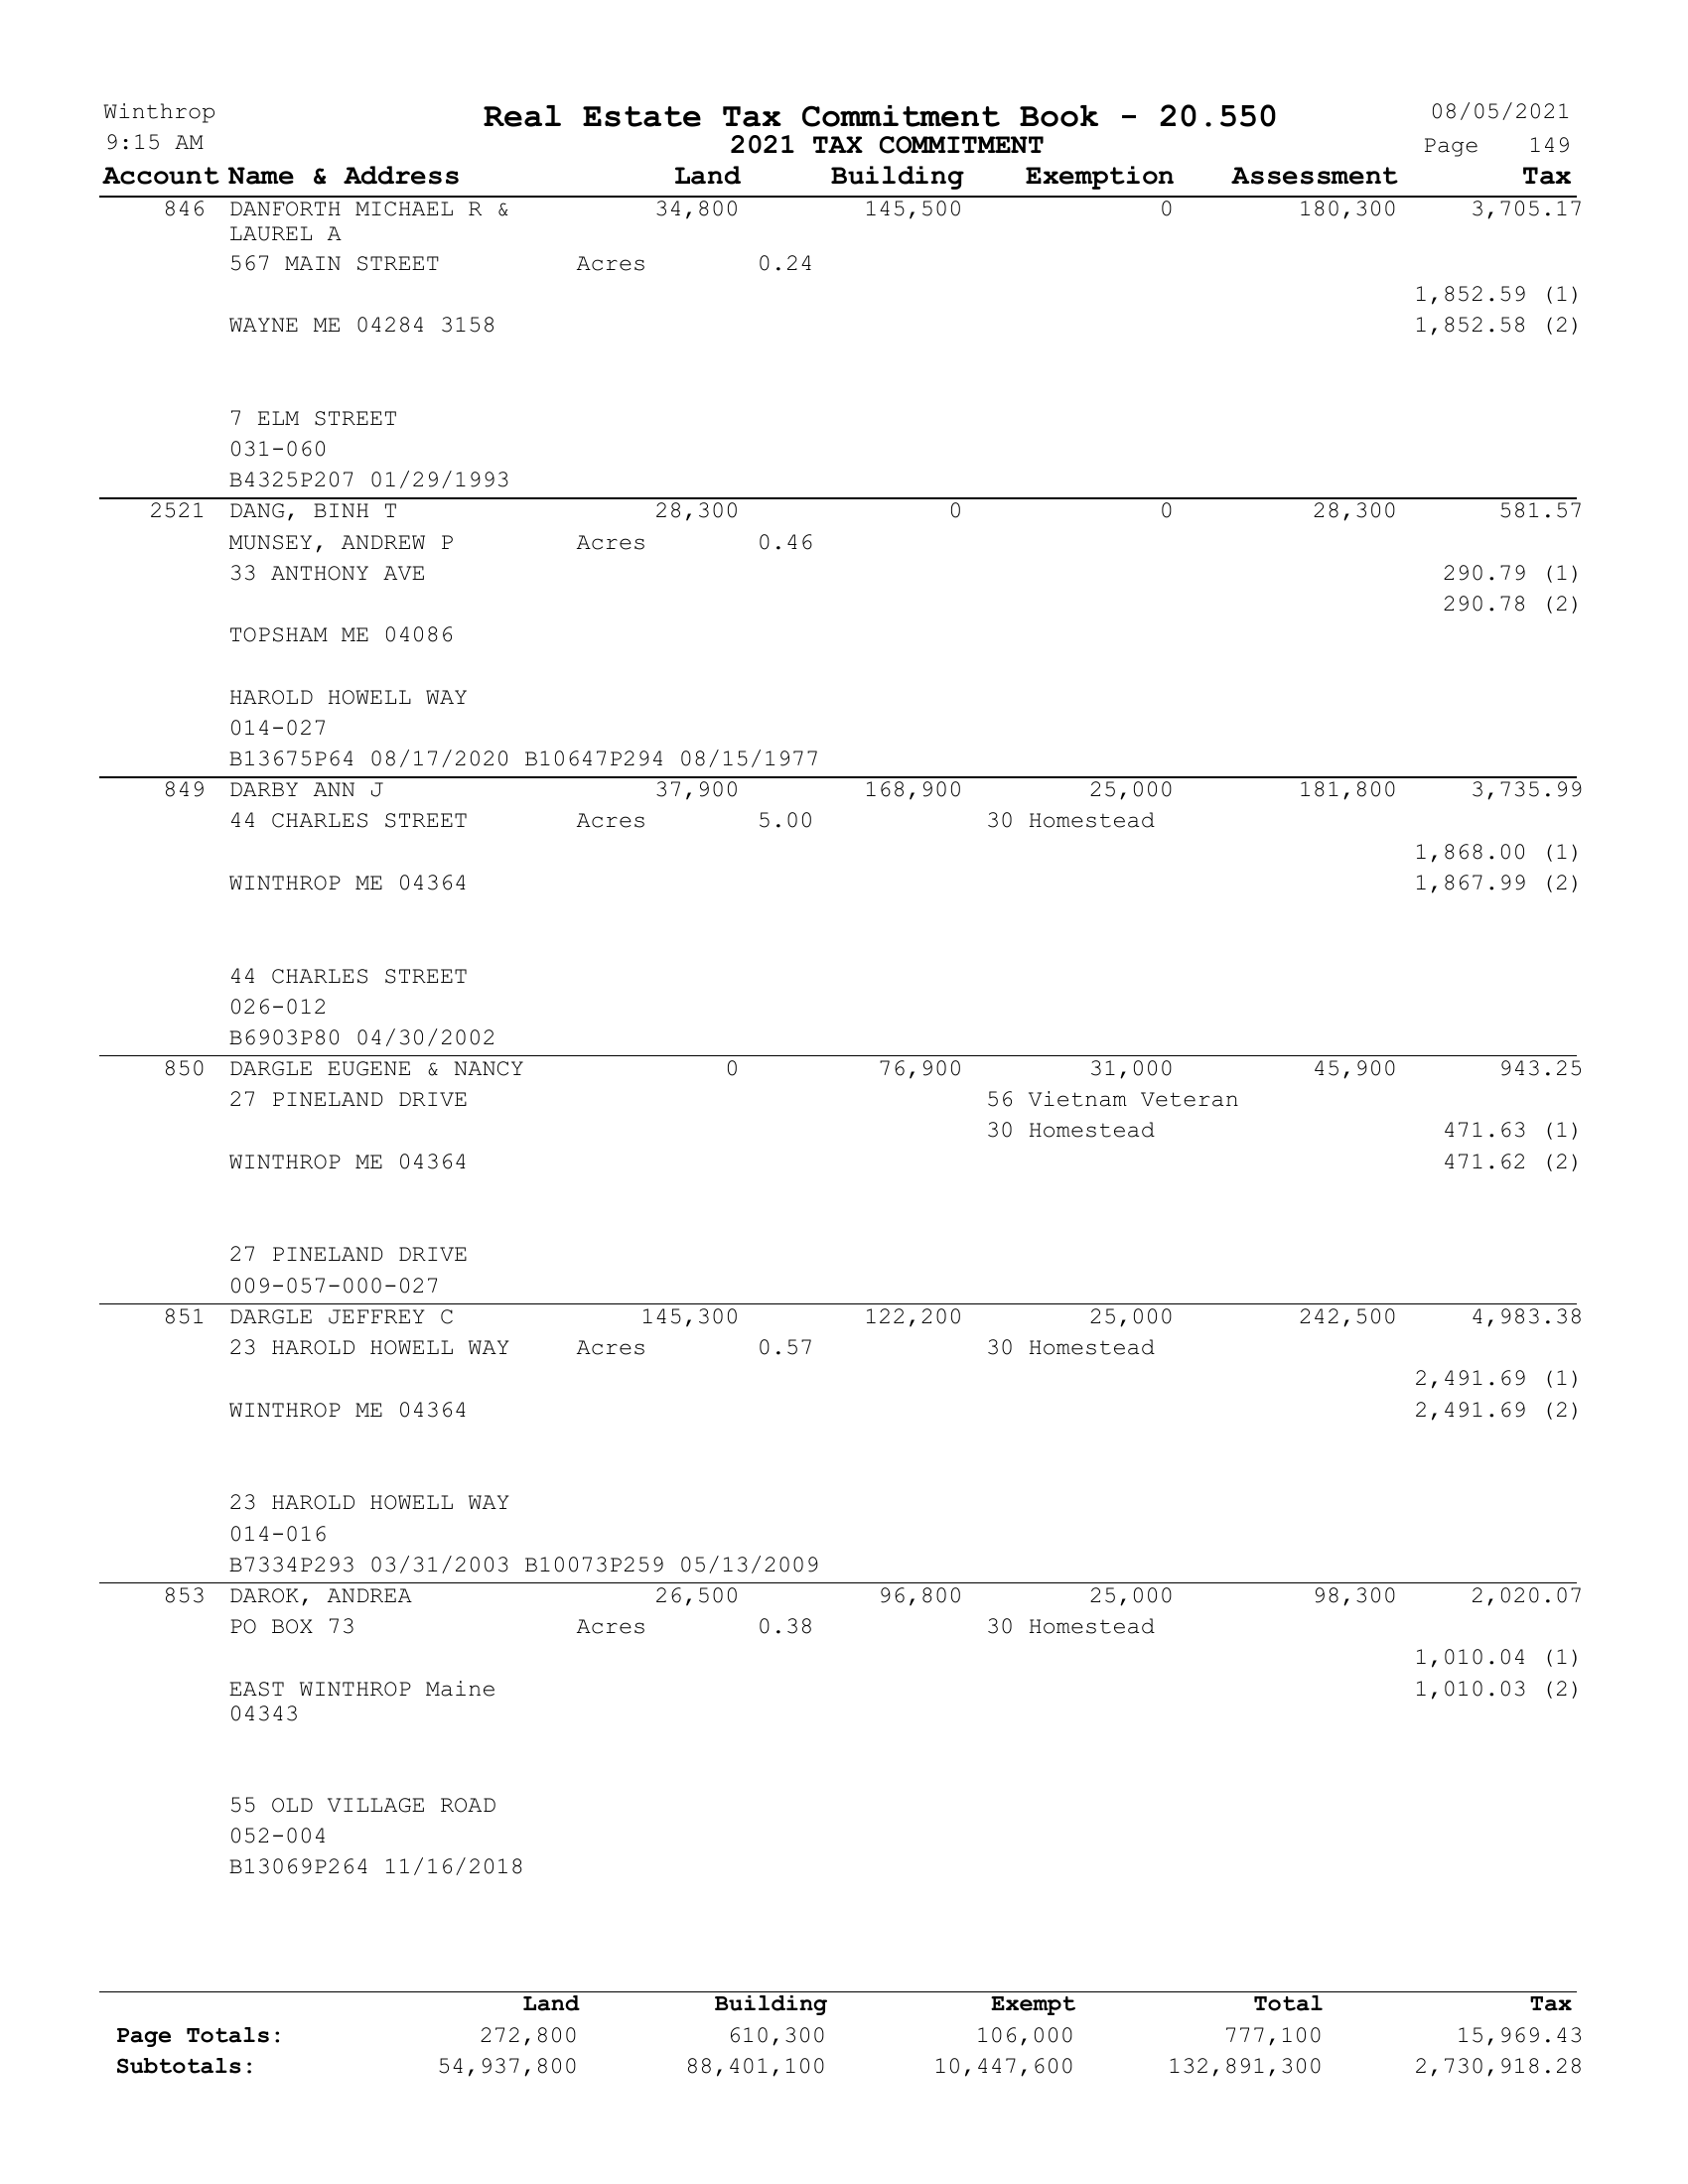 Winthrop Real Estate Tax Commitment Book - 20.550 08/05/2021
9:15 AM 2021 TAX COMMITMENT Page 149
Account Name & Address Land Building Exemption Assessment Tax
846 DANFORTH MICHAEL R & 34,800 145,500 0 180,300 3,705.17
LAUREL A
567 MAIN STREET Acres 0.24
1,852.59 (1)
WAYNE ME 04284 3158 1,852.58 (2)
7 ELM STREET
031-060
B4325P207 01/29/1993
2521 DANG, BINH T 28,300 0 0 28,300 581.57
MUNSEY, ANDREW P Acres 0.46
33 ANTHONY AVE 290.79 (1)
290.78 (2)
TOPSHAM ME 04086
HAROLD HOWELL WAY
014-027
B13675P64 08/17/2020 B10647P294 08/15/1977
849 DARBY ANN J 37,900 168,900 25,000 181,800 3,735.99
44 CHARLES STREET Acres 5.00 30 Homestead
1,868.00 (1)
WINTHROP ME 04364 1,867.99 (2)
44 CHARLES STREET
026-012
B6903P80 04/30/2002
850 DARGLE EUGENE & NANCY 0 76,900 31,000 45,900 943.25
27 PINELAND DRIVE 56 Vietnam Veteran
30 Homestead 471.63 (1)
WINTHROP ME 04364 471.62 (2)
27 PINELAND DRIVE
009-057-000-027
851 DARGLE JEFFREY C 145,300 122,200 25,000 242,500 4,983.38
23 HAROLD HOWELL WAY Acres 0.57 30 Homestead
2,491.69 (1)
WINTHROP ME 04364 2,491.69 (2)
23 HAROLD HOWELL WAY
014-016
B7334P293 03/31/2003 B10073P259 05/13/2009
853 DAROK, ANDREA 26,500 96,800 25,000 98,300 2,020.07
PO BOX 73 Acres 0.38 30 Homestead
1,010.04 (1)
EAST WINTHROP Maine 1,010.03 (2)
04343
55 OLD VILLAGE ROAD
052-004
B13069P264 11/16/2018
Land Building Exempt Total Tax
Page Totals: 272,800 610,300 106,000 777,100 15,969.43
Subtotals: 54,937,800 88,401,100 10,447,600 132,891,300 2,730,918.28